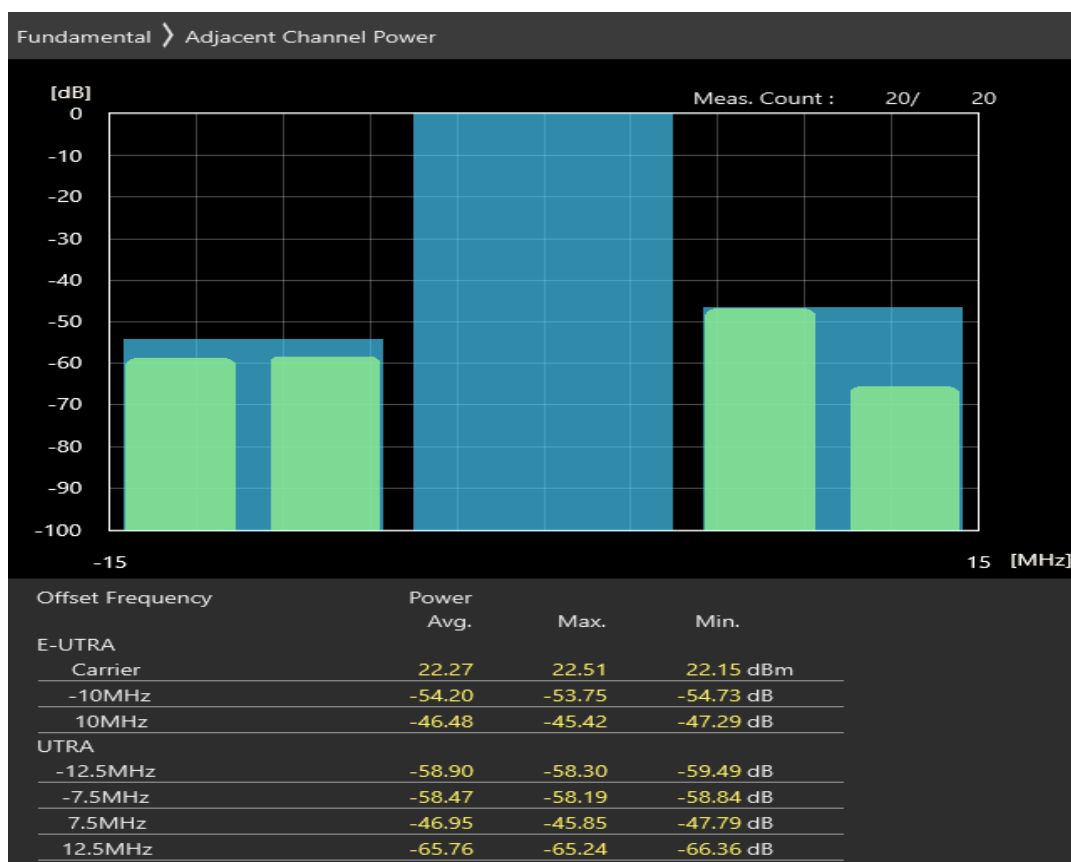 Fundamental ❯ Adjacent Channel Power
[dB]
Meas. Count : 20/ 20
0
-10
-20
-30
-40
-50
-60
-70
-80
-90
-100
-15 15 [MHz]
Offset Frequency Power
Avg. Max. Min.
E-UTRA
Carrier 22.27 22.51 22.15 dBm
-10MHz -54.20 -53.75 -54.73 dB
10MHz -46.48 -45.42 -47.29 dB
UTRA
-12.5MHz -58.90 -58.30 -59.49 dB
-7.5MHz -58.47 -58.19 -58.84 dB
7.5MHz -46.95 -45.85 -47.79 dB
12.5MHz -65.76 -65.24 -66.36 dB